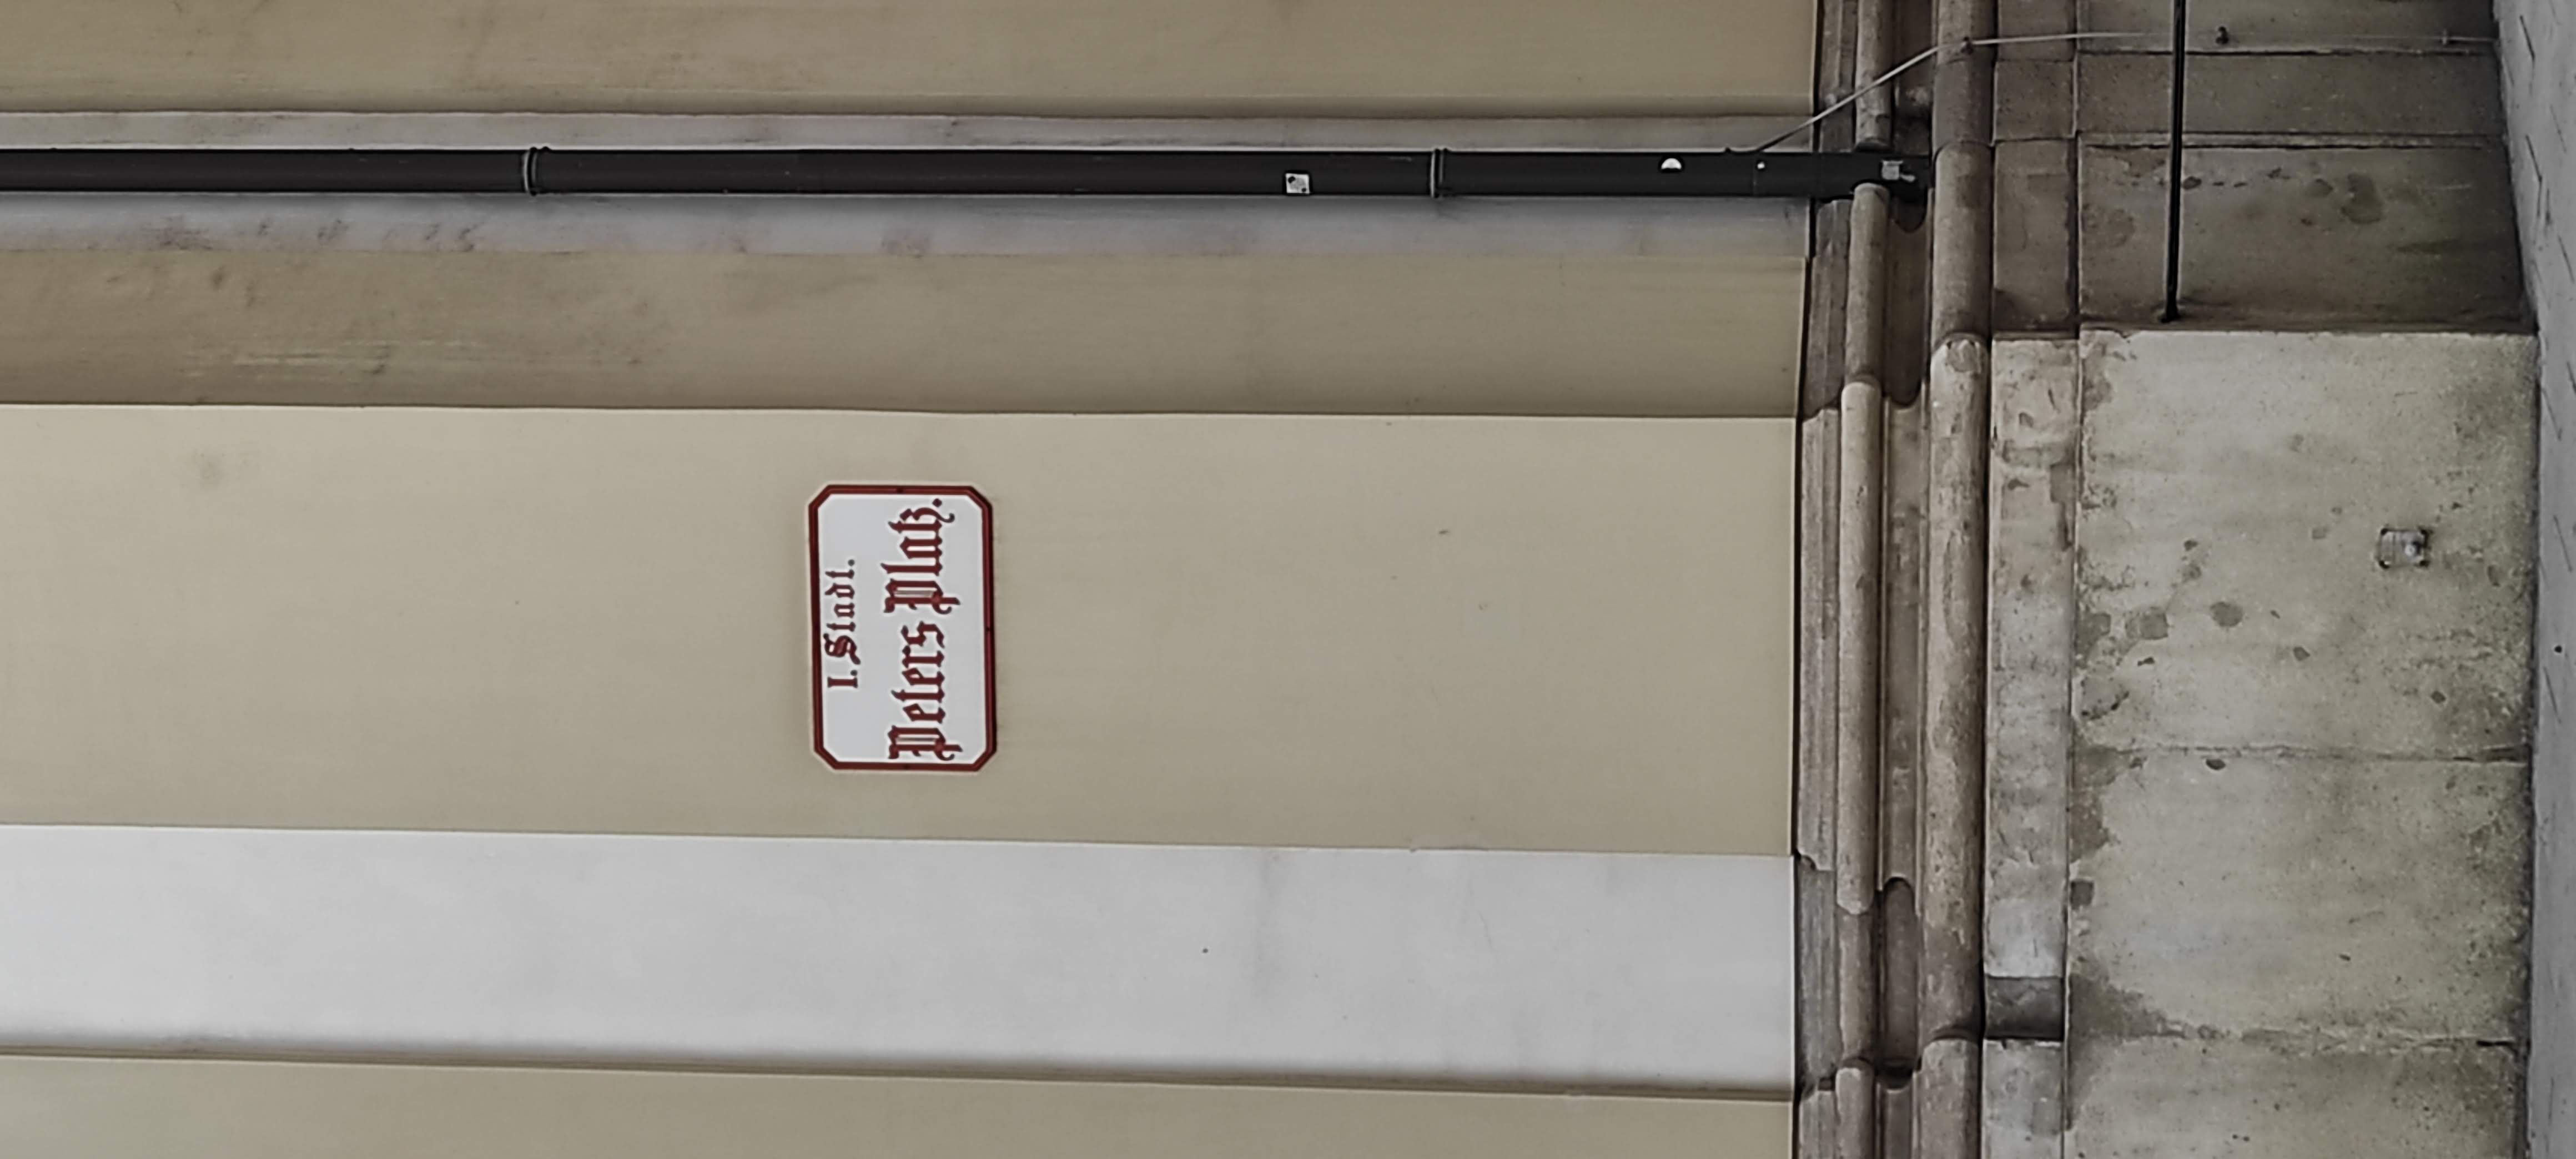 I. Stadt.
Peters Platz.